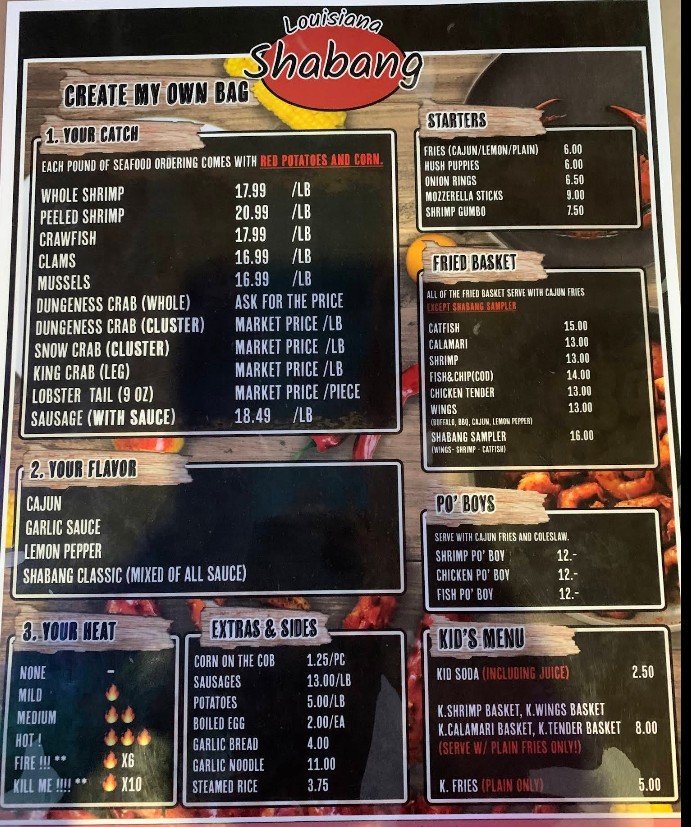 Louisiana
Shabang
CREATE MY OWN BAG
1. YOUR CATCH
EACH POUND OF SEAFOOD ORDERING COMES WITH RED POTATOES AND CORN.
WHOLE SHRIMP 17.99 /LB
PEELED SHRIMP 20.99 /LB
CRAWFISH 17.99 /LB
CLAMS 16.99 /LB
MUSSELS 16.99 /LB
DUNGENESS CRAB (WHOLE) ASK FOR THE PRICE
DUNGENESS CRAB (CLUSTER) MARKET PRICE /LB
SNOW CRAB (CLUSTER) MARKET PRICE /LB
KING CRAB (LEG) MARKET PRICE /LB
LOBSTER TAIL (9 OZ) MARKET PRICE /PIECE
SAUSAGE (WITH SAUCE) 18.49 /LB
2. YOUR FLAVOR
CAJUN
GARLIC SAUCE
LEMON PEPPER
SHABANG CLASSIC (MIXED OF ALL SAUCE)
3. YOUR HEAT
NONE -
MILD 🔥
MEDIUM 🔥🔥
HOT ! 🔥🔥🔥
FIRE !!! ** 🔥 X6
KILL ME !!!! ** 🔥 X10
EXTRAS & SIDES
CORN ON THE COB 1.25/PC
SAUSAGES 13.00/LB
POTATOES 5.00/LB
BOILED EGG 2.00/EA
GARLIC BREAD 4.00
GARLIC NOODLE 11.00
STEAMED RICE 3.75
STARTERS
FRIES (CAJUN/LEMON/PLAIN) 6.00
HUSH PUPPIES 6.00
ONION RINGS 6.50
MOZZERELLA STICKS 9.00
SHRIMP GUMBO 7.50
FRIED BASKET
ALL OF THE FRIED BASKET SERVE WITH CAJUN FRIES
EXCEPT SHABANG SAMPLER
CATFISH 15.00
CALAMARI 13.00
SHRIMP 13.00
FISH&CHIP(COD) 14.00
CHICKEN TENDER 13.00
WINGS 13.00
(BUFFALO, BBQ, CAJUN, LEMON PEPPER)
SHABANG SAMPLER 16.00
(WINGS - SHRIMP - CATFISH)
PO' BOYS
SERVE WITH CAJUN FRIES AND COLESLAW.
SHRIMP PO' BOY 12.-
CHICKEN PO' BOY 12.-
FISH PO' BOY 12.-
KID'S MENU
KID SODA (INCLUDING JUICE) 2.50
K.SHRIMP BASKET, K.WINGS BASKET
K.CALAMARI BASKET, K.TENDER BASKET 8.00
(SERVE W/ PLAIN FRIES ONLY!)
K. FRIES (PLAIN ONLY) 5.00